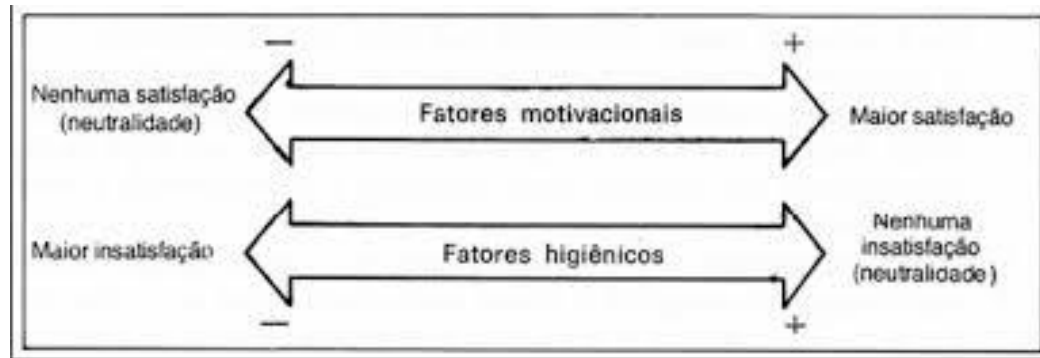 — +
Nenhuma satisfação
(neutralidade)
Fatores motivacionais
Maior satisfação
Maior insatisfação
Fatores higiênicos
Nenhuma
insatisfação
(neutralidade)
— +